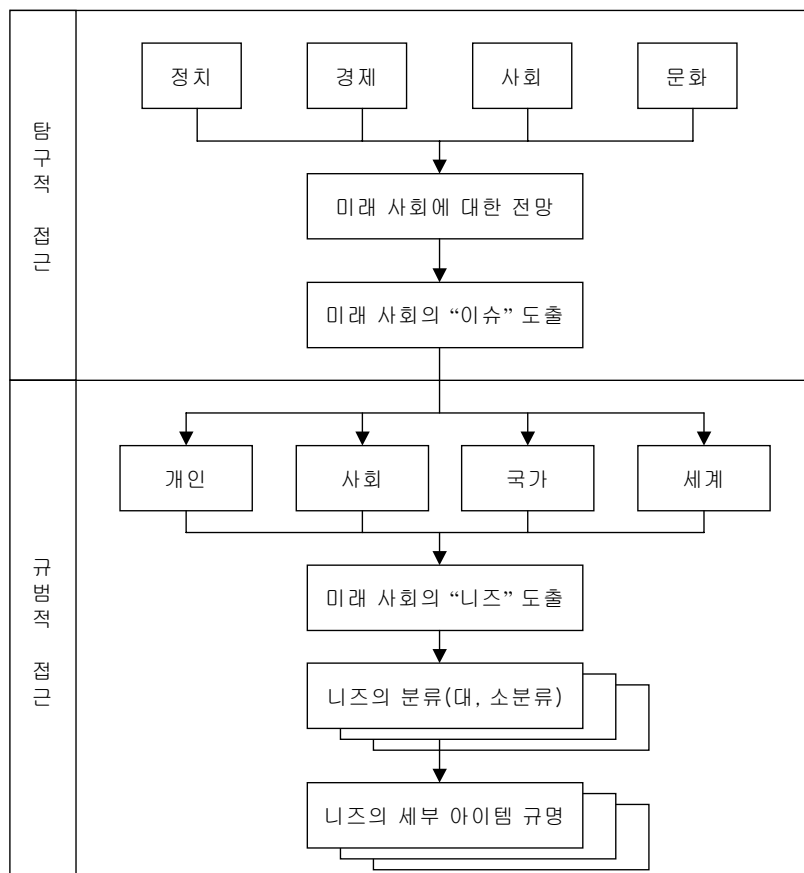 탐구적 접근
정치
경제
사회
문화
미래 사회에 대한 전망
미래 사회의 “이슈” 도출
규범적 접근
개인
사회
국가
세계
미래 사회의 “니즈” 도출
니즈의 분류(대, 소분류)
니즈의 세부 아이템 규명